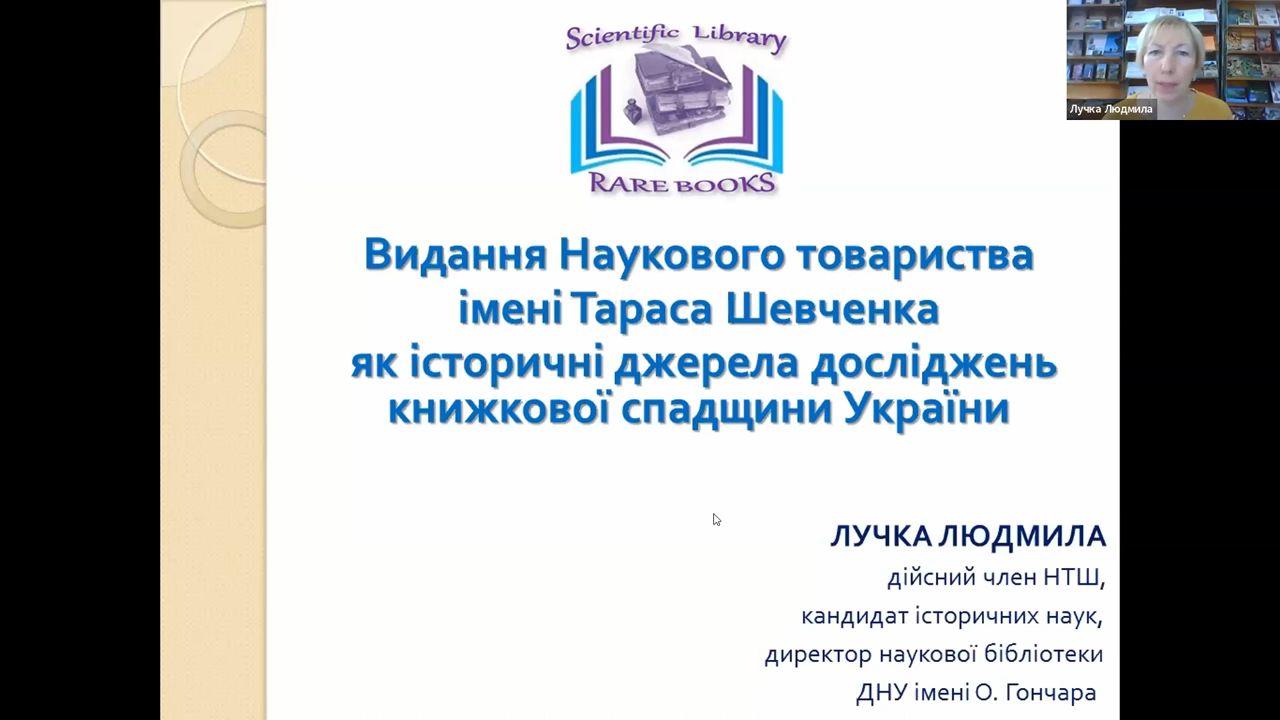 Scientific Library
RARE BOOKS
Видання Наукового товариства
імені Тараса Шевченка
як історичні джерела досліджень
книжкової спадщини України
ЛУЧКА ЛЮДМИЛА
дійсний член НТШ,
кандидат історичних наук,
директор наукової бібліотеки
ДНУ імені О. Гончара
Лучка Людмила